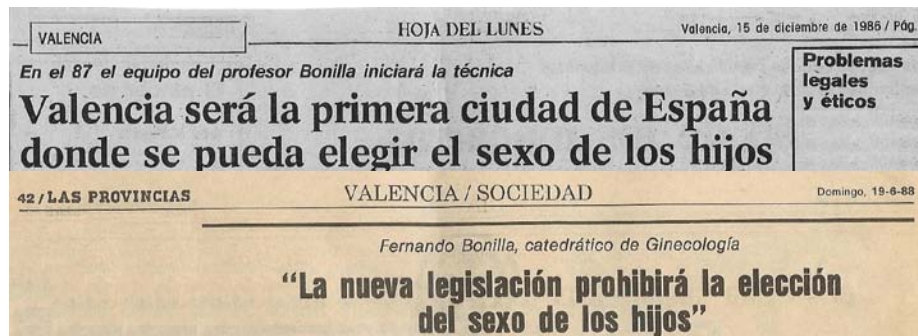 VALENCIA
HOJA DEL LUNES
Valencia, 15 de diciembre de 1986 / Pág.
En el 87 el equipo del profesor Bonilla iniciará la técnica
Valencia será la primera ciudad de España
donde se pueda elegir el sexo de los hijos
Problemas
legales
y éticos
42 / LAS PROVINCIAS
VALENCIA / SOCIEDAD
Domingo, 19-6-88
Fernando Bonilla, catedrático de Ginecología
“La nueva legislación prohibirá la elección
del sexo de los hijos”